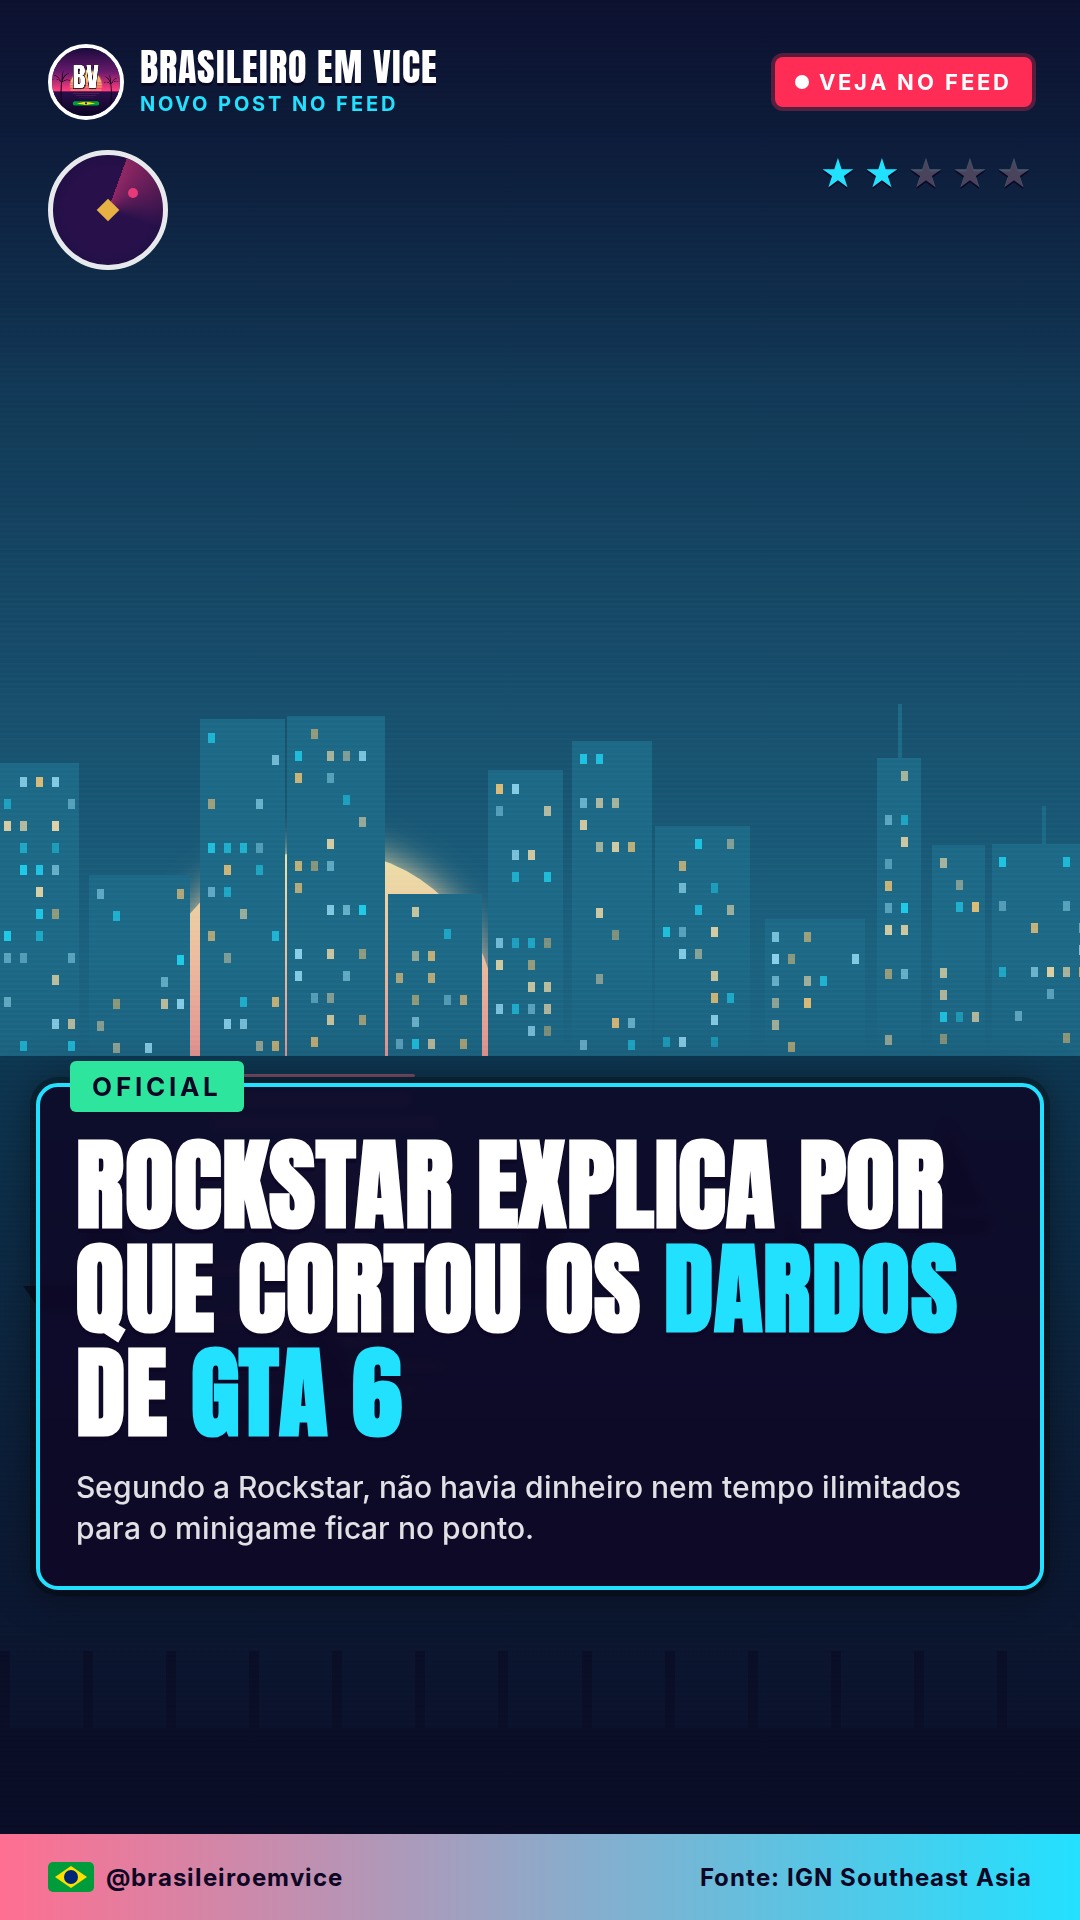 BV
BRASILEIRO EM VICE
NOVO POST NO FEED
VEJA NO FEED
OFICIAL
ROCKSTAR EXPLICA POR
QUE CORTOU OS DARDOS
DE GTA 6
Segundo a Rockstar, não havia dinheiro nem tempo ilimitados
para o minigame ficar no ponto.
@brasileiroemvice
Fonte: IGN Southeast Asia